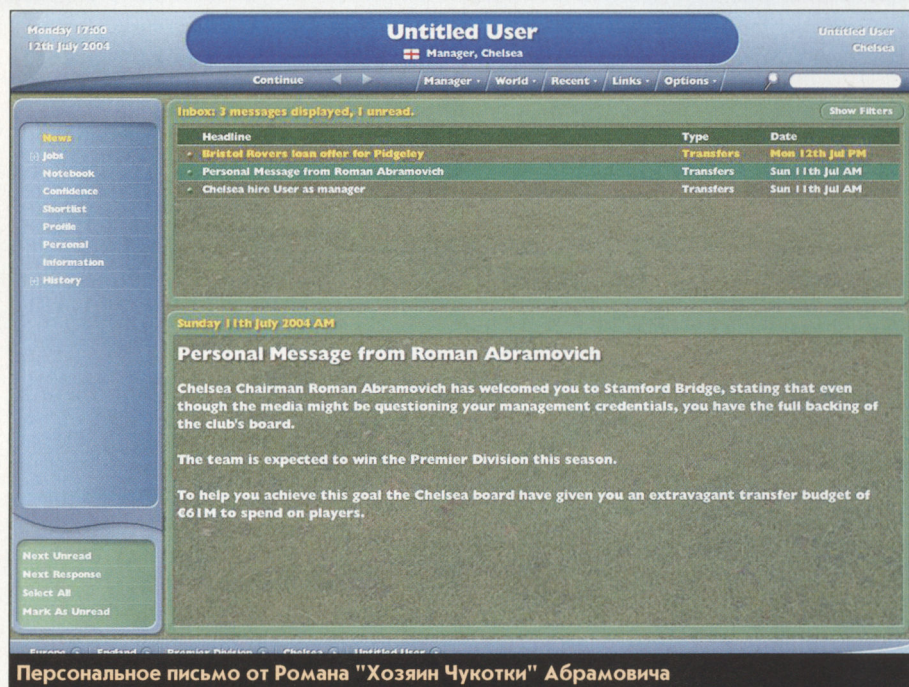 Monday 17:00
12th July 2004
Untitled User
Manager, Chelsea
Untitled User
Chelsea
Continue
Manager
World
Recent
Links
Options
News
Jobs
Notebook
Confidence
Shortlist
Profile
Personal
Information
History
Inbox: 3 messages displayed, 1 unread.
Show Filters
Headline Type Date
Bristol Rovers loan offer for Pidgeley Transfers Mon 12th Jul PM
Personal Message from Roman Abramovich Transfers Sun 11th Jul AM
Chelsea hire User as manager Transfers Sun 11th Jul AM
Sunday 11th July 2004 AM
Personal Message from Roman Abramovich
Chelsea Chairman Roman Abramovich has welcomed you to Stamford Bridge, stating that even
though the media might be questioning your management credentials, you have the full backing of
the club's board.
The team is expected to win the Premier Division this season.
To help you achieve this goal the Chelsea board have given you an extravagant transfer budget of
€61M to spend on players.
Next Unread
Next Response
Select All
Mark As Unread
Europe England Premier Division Chelsea Untitled User
Персональное письмо от Романа "Хозяин Чукотки" Абрамовича